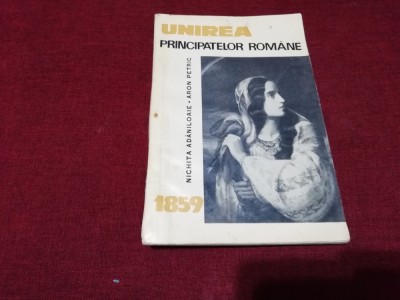 UNIREA
PRINCIPATELOR ROMÂNE
NICHITA ADĂNILOAIE • ARON PETRIC
1859